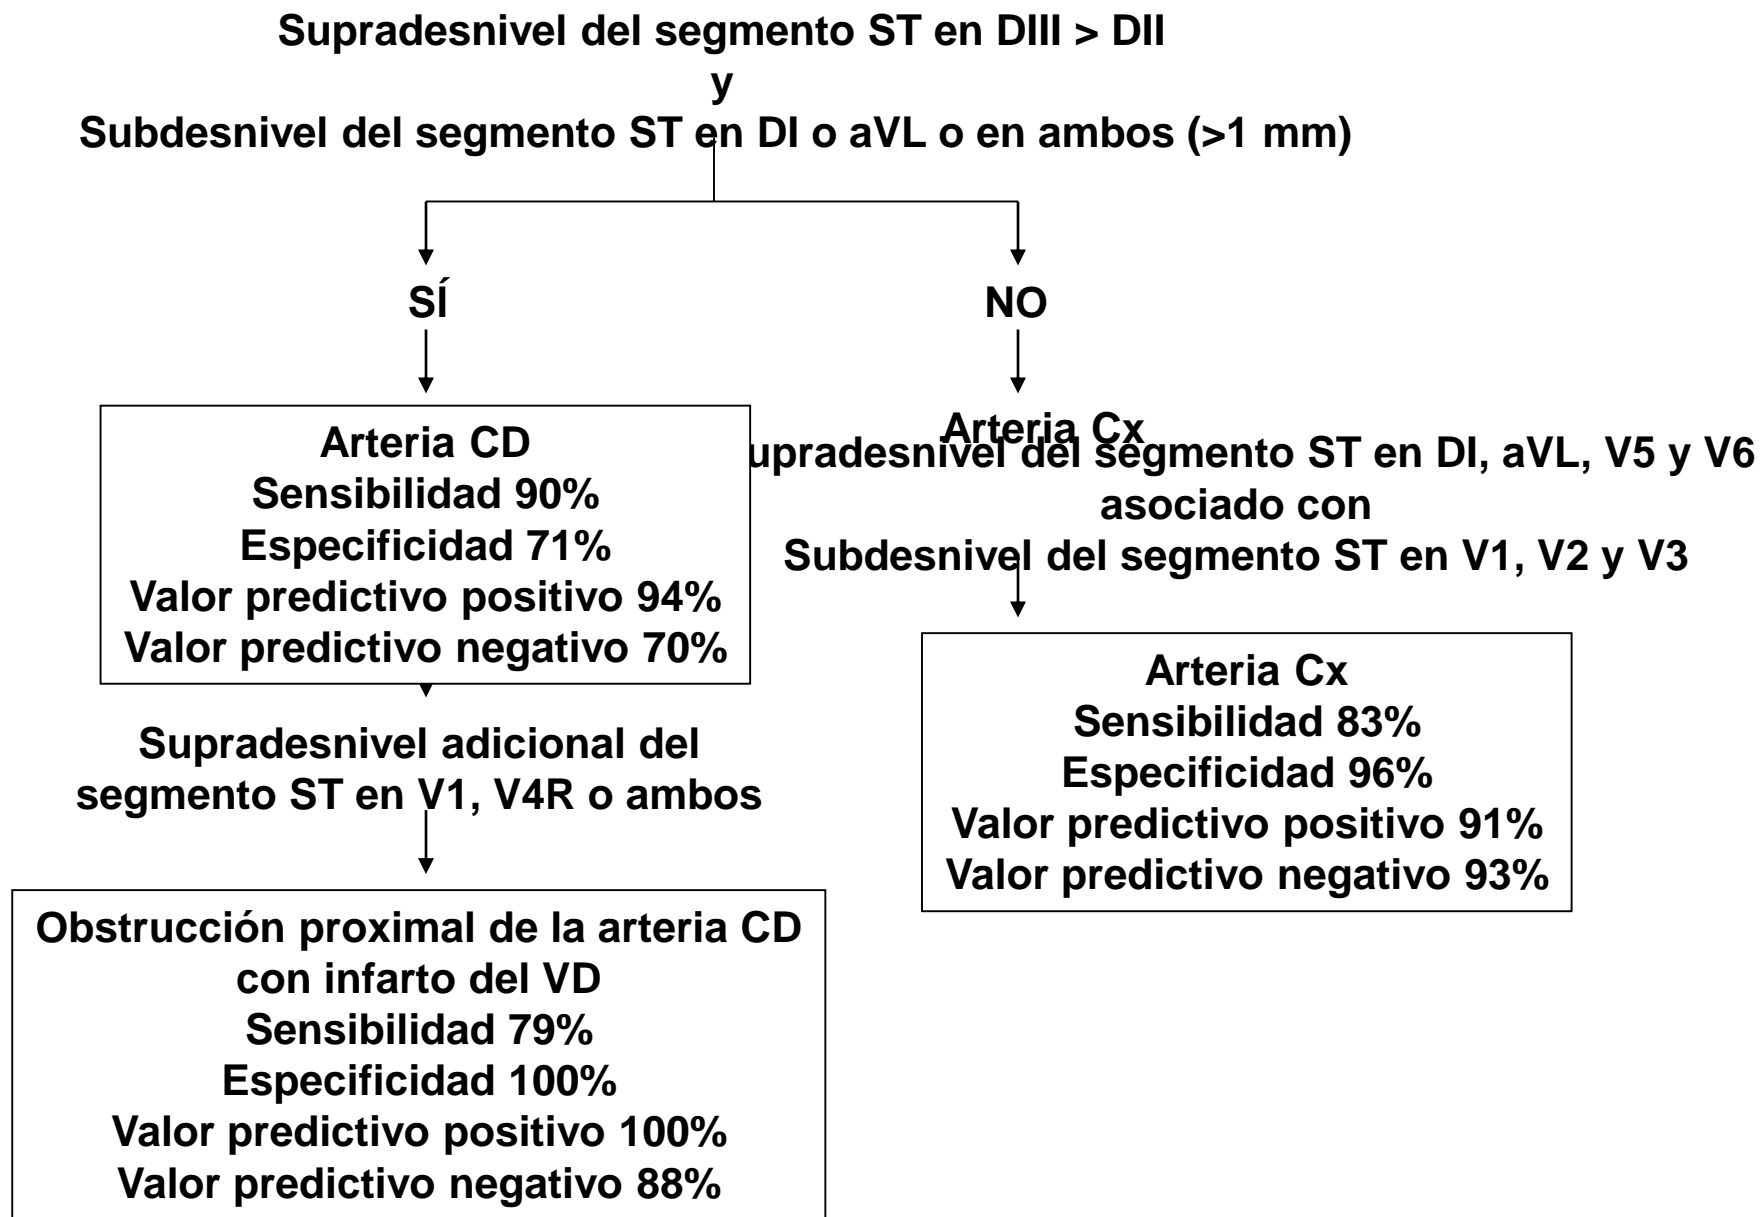 Supradesnivel del segmento ST en DIII > DII
y
Subdesnivel del segmento ST en DI o aVL o en ambos (>1 mm)
SÍ
NO
Arteria CD
Sensibilidad 90%
Especificidad 71%
Valor predictivo positivo 94%
Valor predictivo negativo 70%
Supradesnivel adicional del
segmento ST en V1, V4R o ambos
Obstrucción proximal de la arteria CD
con infarto del VD
Sensibilidad 79%
Especificidad 100%
Valor predictivo positivo 100%
Valor predictivo negativo 88%
Arteria Cx
upradesnivel del segmento ST en DI, aVL, V5 y V6
asociado con
Subdesnivel del segmento ST en V1, V2 y V3
Arteria Cx
Sensibilidad 83%
Especificidad 96%
Valor predictivo positivo 91%
Valor predictivo negativo 93%